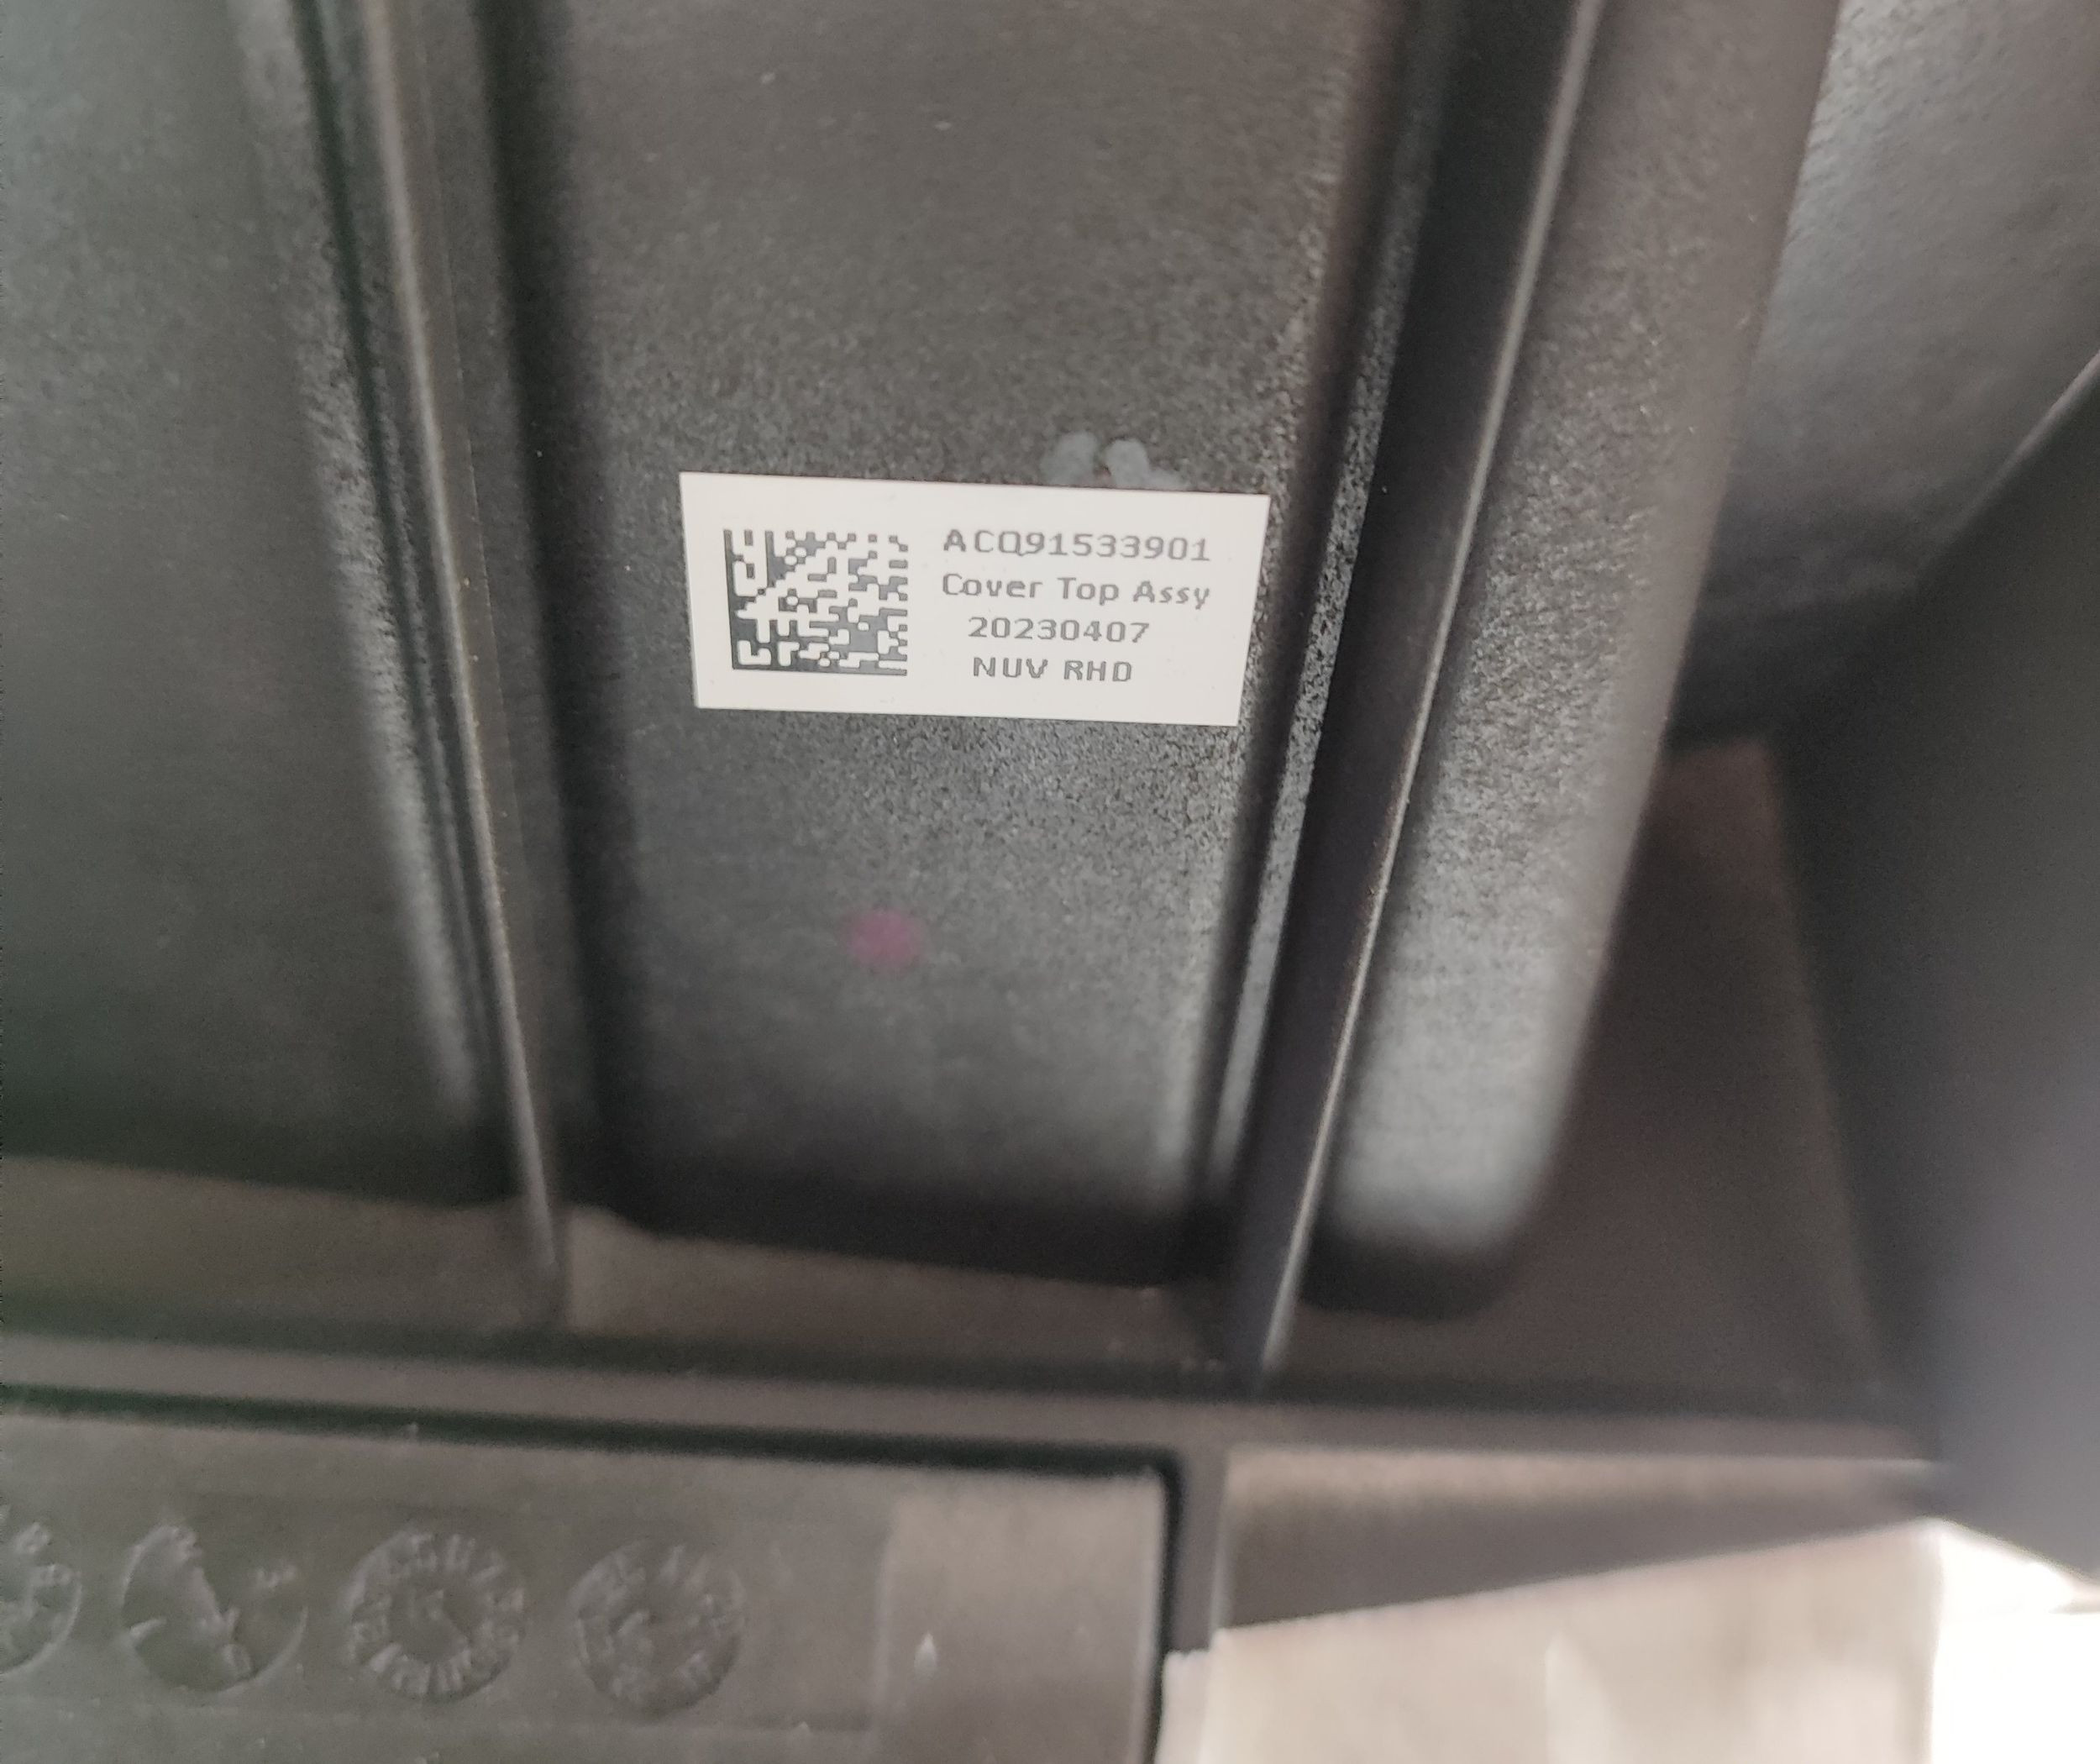 ACQ91533901
Cover Top Assy
20230407
NUV RHD